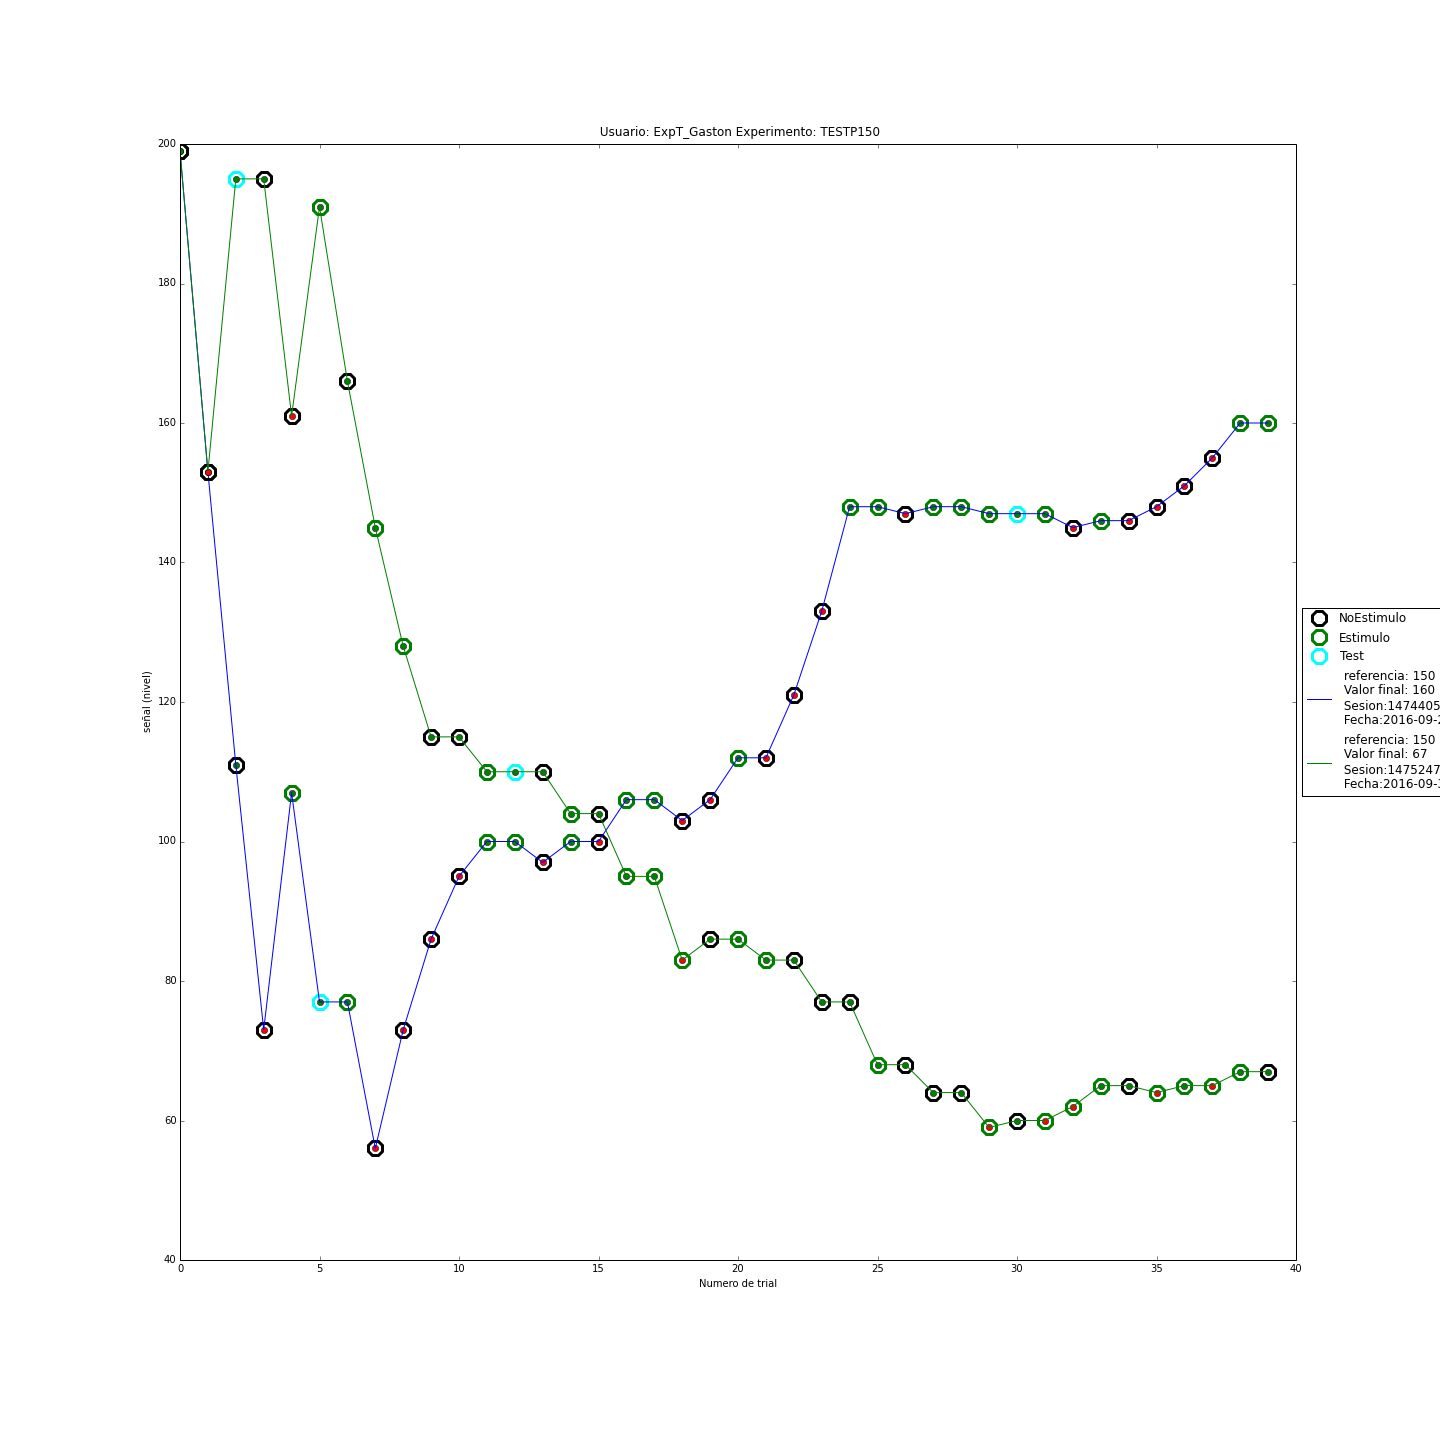 Usuario: ExpT_Gaston Experimento: TESTP150
200
180
160
140
120
100
80
60
40
señal (nivel)
0 5 10 15 20 25 30 35 40
Numero de trial
NoEstimulo
Estimulo
Test
referencia: 150
Valor final: 160
Sesion:1474405
Fecha:2016-09-2
referencia: 150
Valor final: 67
Sesion:1475247
Fecha:2016-09-